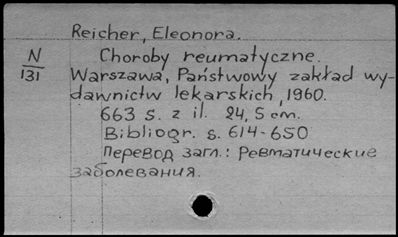 Reicher, Eleonora.
N
131
Choroby reumatyczne.
Warszawa, Państwowy zakład wy-
dawnictw lekarskich, 1960.
663 s. z il. 24,5 cm.
Bibliogr. s. 614-650
Перевод загл.: Ревматические
заболевания.